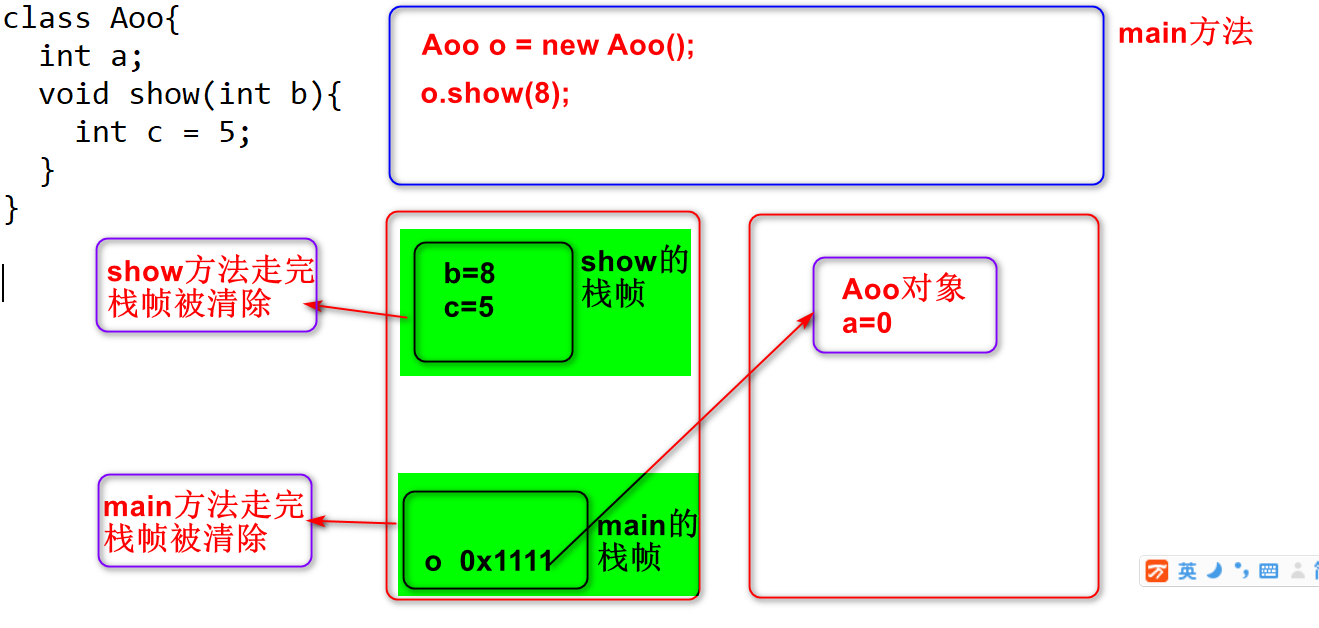 class Aoo{
int a;
void show(int b){
int c = 5;
}
}
Aoo o = new Aoo();
o.show(8);
main方法
show方法走完
栈帧被清除
b=8
c=5
show的
栈帧
Aoo对象
a=0
main方法走完
栈帧被清除
o 0x1111
main的
栈帧
英